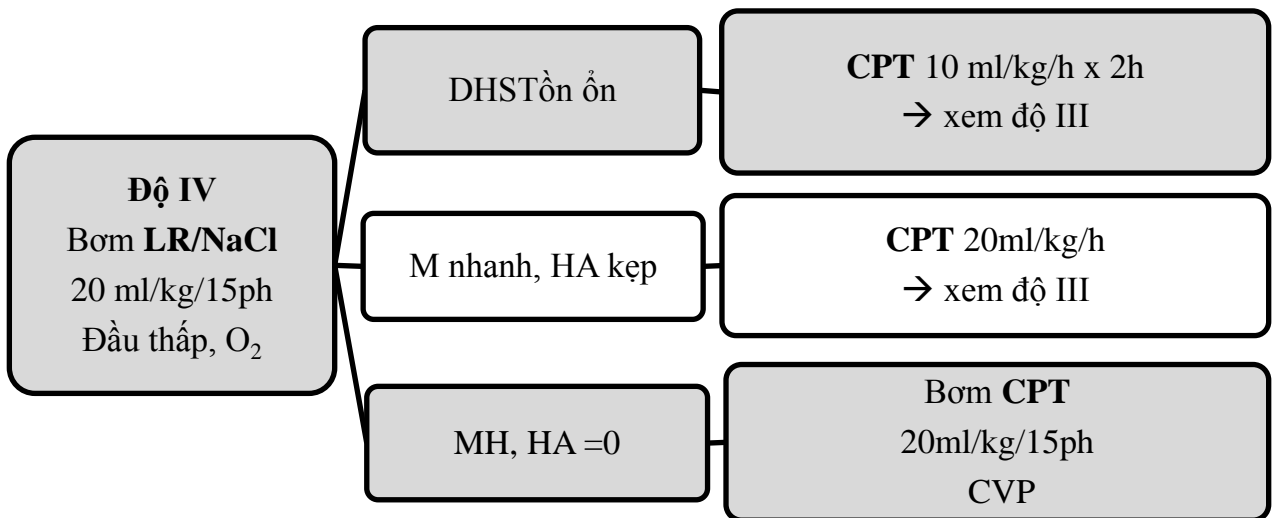 Độ IV
Bơm LR/NaCl
20 ml/kg/15ph
Đầu thấp, O₂
DHSTồn ổn
CPT 10 ml/kg/h x 2h
→ xem độ III
M nhanh, HA kẹp
CPT 20ml/kg/h
→ xem độ III
MH, HA =0
Bơm CPT
20ml/kg/15ph
CVP